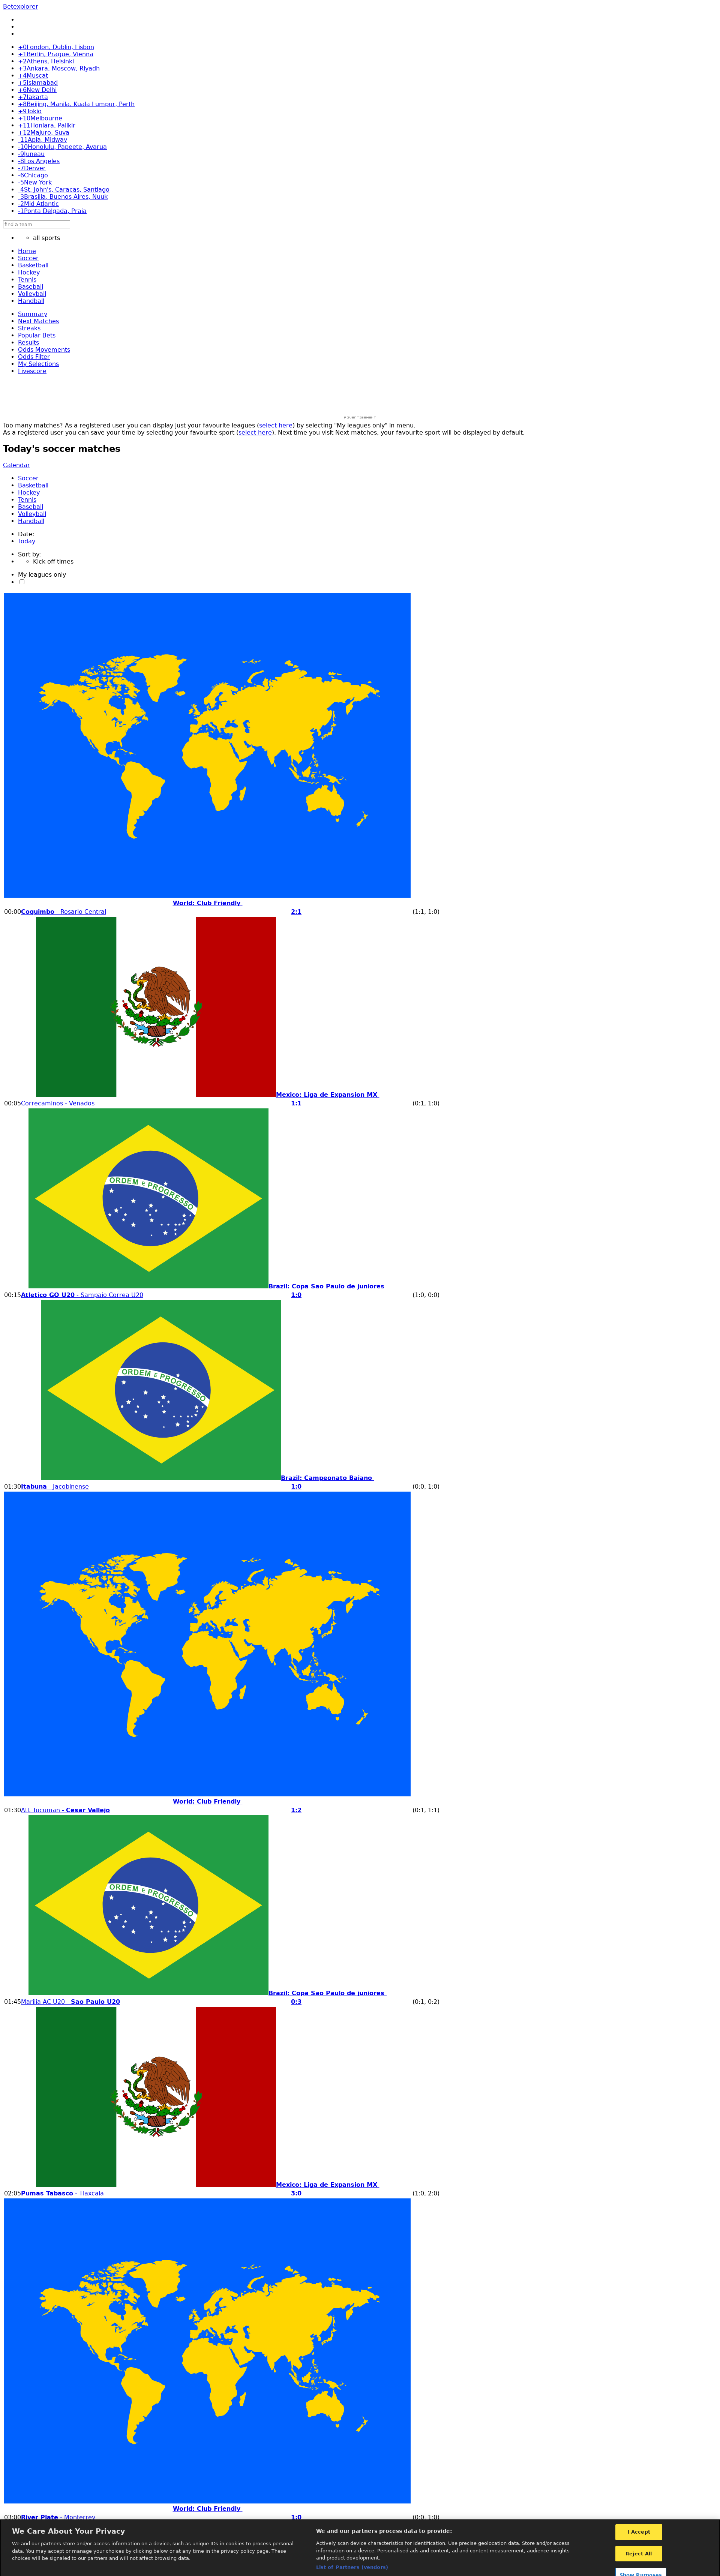 Betexplorer
+0London, Dublin, Lisbon
+1Berlin, Prague, Vienna
+2Athens, Helsinki
+3Ankara, Moscow, Riyadh
+4Muscat
+5Islamabad
+6New Delhi
+7Jakarta
+8Beijing, Manila, Kuala Lumpur, Perth
+9Tokio
+10Melbourne
+11Honiara, Palikir
+12Majuro, Suva
-11Apia, Midway
-10Honolulu, Papeete, Avarua
-9Juneau
-8Los Angeles
-7Denver
-6Chicago
-5New York
-4St. John's, Caracas, Santiago
-3Brasilia, Buenos Aires, Nuuk
-2Mid Atlantic
-1Ponta Delgada, Praia
find a team
all sports
Home
Soccer
Basketball
Hockey
Tennis
Baseball
Volleyball
Handball
Summary
Next Matches
Streaks
Popular Bets
Results
Odds Movements
Odds Filter
My Selections
Livescore
ADVERTISEMENT
Too many matches? As a registered user you can display just your favourite leagues (select here) by selecting "My leagues only" in menu.
As a registered user you can save your time by selecting your favourite sport (select here). Next time you visit Next matches, your favourite sport will be displayed by default.
Today's soccer matches
Calendar
Soccer
Basketball
Hockey
Tennis
Baseball
Volleyball
Handball
Date:
Today
Sort by:
Kick off times
My leagues only
World: Club Friendly
00:00Coquimbo - Rosario Central 2:1 (1:1, 1:0)
Mexico: Liga de Expansion MX
00:05Correcaminos - Venados 1:1 (0:1, 1:0)
ORDEM E PROGRESSO
Brazil: Copa Sao Paulo de juniores
00:15Atletico GO U20 - Sampaio Correa U20 1:0 (1:0, 0:0)
ORDEM E PROGRESSO
Brazil: Campeonato Baiano
01:30Itabuna - Jacobinense 1:0 (0:0, 1:0)
World: Club Friendly
01:30Atl. Tucuman - Cesar Vallejo 1:2 (0:1, 1:1)
ORDEM E PROGRESSO
Brazil: Copa Sao Paulo de juniores
01:45Marilia AC U20 - Sao Paulo U20 0:3 (0:1, 0:2)
Mexico: Liga de Expansion MX
02:05Pumas Tabasco - Tlaxcala 3:0 (1:0, 2:0)
World: Club Friendly
03:00River Plate - Monterrey 1:0 (0:0, 1:0)
We Care About Your Privacy
We and our partners store and/or access information on a device, such as unique IDs in cookies to process personal
data. You may accept or manage your choices by clicking below or at any time in the privacy policy page. These
choices will be signaled to our partners and will not affect browsing data.
We and our partners process data to provide:
Actively scan device characteristics for identification. Use precise geolocation data. Store and/or access
information on a device. Personalised ads and content, ad and content measurement, audience insights
and product development.
List of Partners (vendors)
I Accept
Reject All
Show Purposes